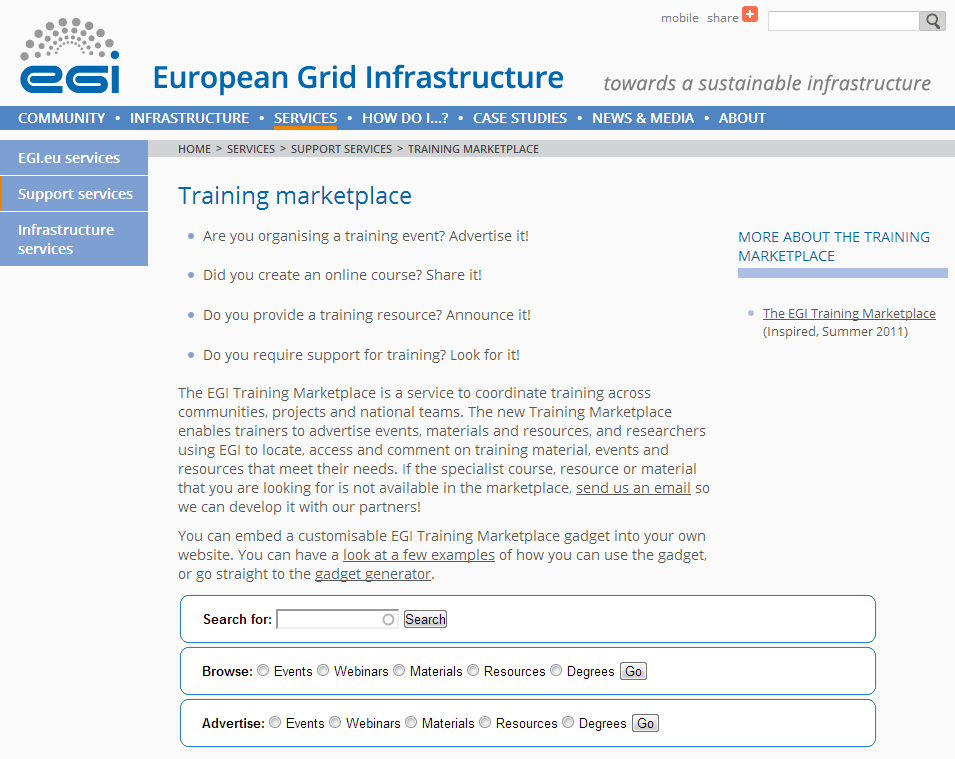 mobile share
egi
European Grid Infrastructure
towards a sustainable infrastructure
COMMUNITY • INFRASTRUCTURE • SERVICES • HOW DO I...? • CASE STUDIES • NEWS & MEDIA • ABOUT
EGI.eu services
Support services
Infrastructure
services
HOME > SERVICES > SUPPORT SERVICES > TRAINING MARKETPLACE
Training marketplace
• Are you organising a training event? Advertise it!
• Did you create an online course? Share it!
• Do you provide a training resource? Announce it!
• Do you require support for training? Look for it!
The EGI Training Marketplace is a service to coordinate training across
communities, projects and national teams. The new Training Marketplace
enables trainers to advertise events, materials and resources, and researchers
using EGI to locate, access and comment on training material, events and
resources that meet their needs. If the specialist course, resource or material
that you are looking for is not available in the marketplace, send us an email so
we can develop it with our partners!
You can embed a customisable EGI Training Marketplace gadget into your own
website. You can have a look at a few examples of how you can use the gadget,
or go straight to the gadget generator.
Search for: Search
Browse: Events Webinars Materials Resources Degrees Go
Advertise: Events Webinars Materials Resources Degrees Go
MORE ABOUT THE TRAINING
MARKETPLACE
• The EGI Training Marketplace
(Inspired, Summer 2011)